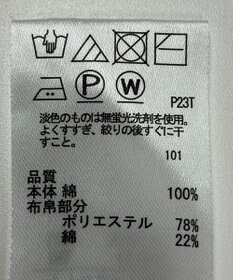 P
W
P23T
淡色のものは無蛍光洗剤を使用。
よくすすぎ、絞りの後すぐに干
すこと。
101
品質
本体 綿 100%
布帛部分
ポリエステル 78%
綿 22%